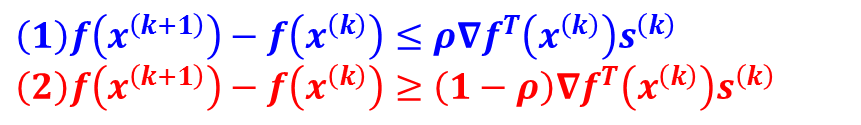 (1)f(x^{(k+1)}) − f(x^{(k)}) ≤ ρ∇f^T(x^{(k)})s^{(k)}
(2)f(x^{(k+1)}) − f(x^{(k)}) ≥ (1 − ρ)∇f^T(x^{(k)})s^{(k)}